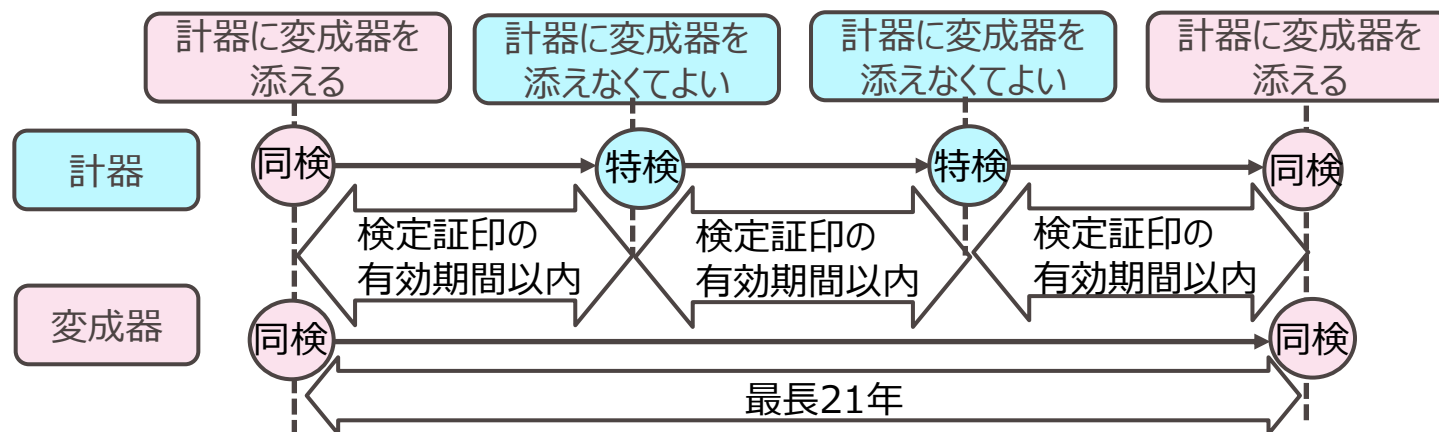 計器に変成器を
添える
計器に変成器を
添えなくてよい
計器に変成器を
添えなくてよい
計器に変成器を
添える
計器
同検
特検
特検
同検
検定証印の
有効期間以内
検定証印の
有効期間以内
検定証印の
有効期間以内
変成器
同検
同検
最長21年